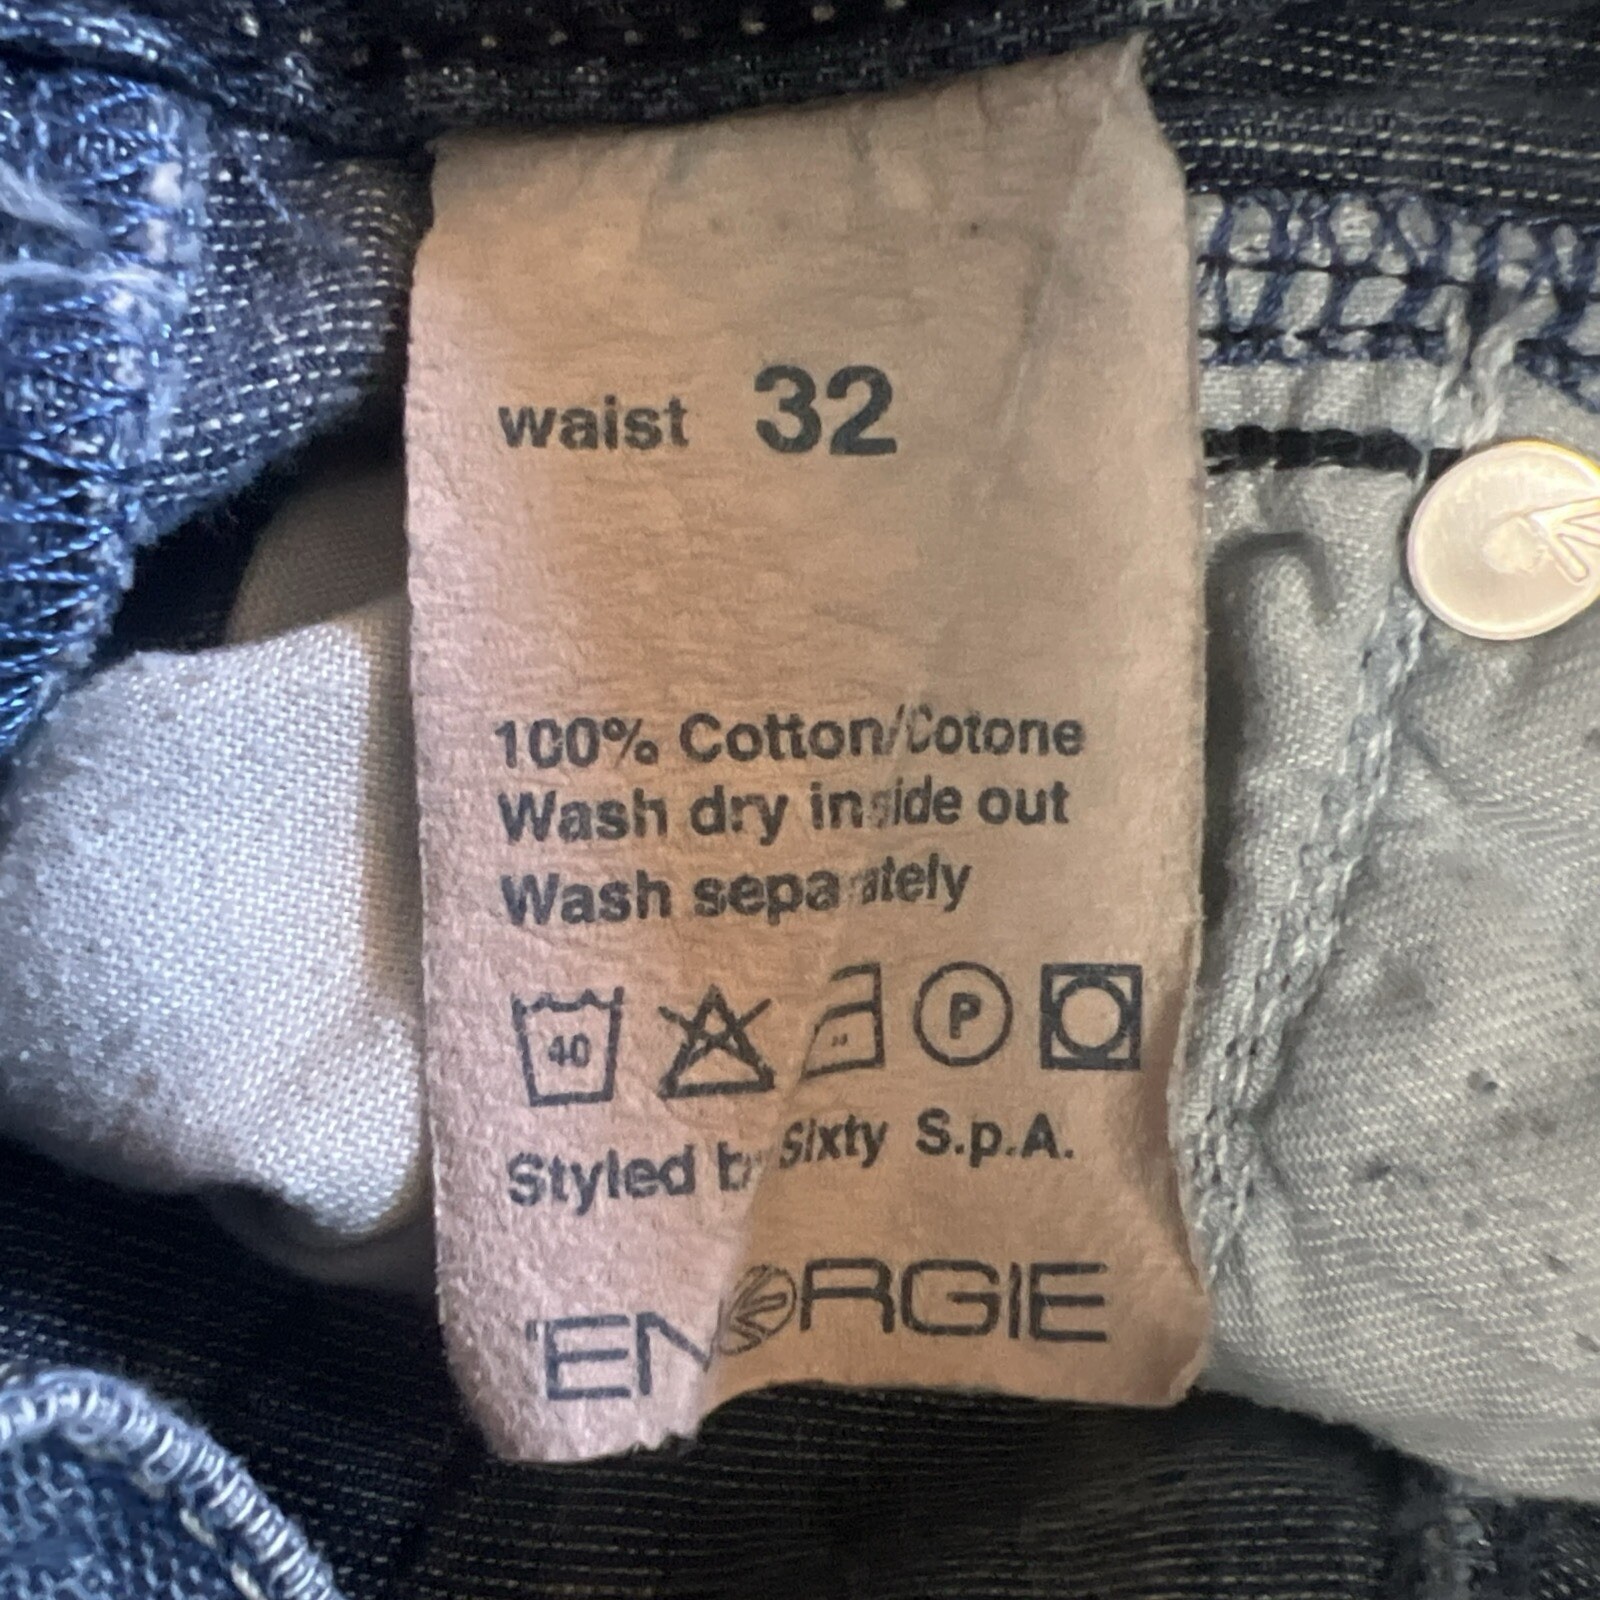 waist 32
100% Cotton/Cotone
Wash dry inside out
Wash separately
40 P
Styled by Sixty S.p.A.
ENERGIE